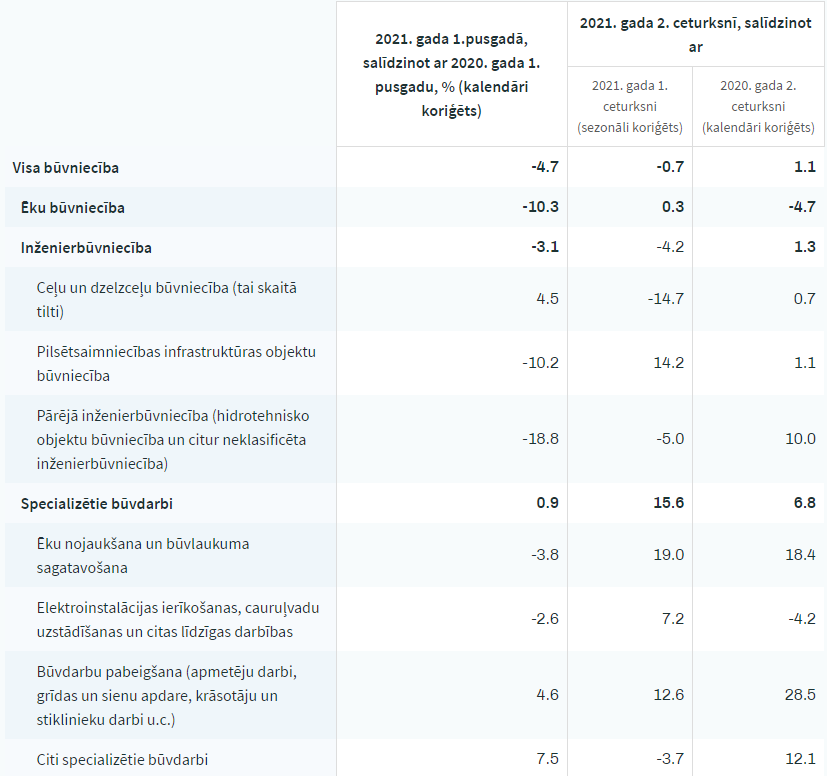 2021. gada 1.pusgadā,
salīdzinot ar 2020. gada 1.
pusgadu, % (kalendāri
koriģēts)
2021. gada 2. ceturksnī, salīdzinot
ar
2021. gada 1.
ceturksni
(sezonāli koriģēts)
2020. gada 2.
ceturksni
(kalendāri koriģēts)
Visa būvniecība -4.7 -0.7 1.1
Ēku būvniecība -10.3 0.3 -4.7
Inženierbūvniecība -3.1 -4.2 1.3
Ceļu un dzelzceļu būvniecība (tai skaitā
tilti) 4.5 -14.7 0.7
Pilsētsaimniecības infrastruktūras objektu
būvniecība -10.2 14.2 1.1
Pārējā inženierbūvniecība (hidrotehnisko
objektu būvniecība un citur neklasificēta
inženierbūvniecība) -18.8 -5.0 10.0
Specializētie būvdarbi 0.9 15.6 6.8
Ēku nojaukšana un būvlaukuma
sagatavošana -3.8 19.0 18.4
Elektroinstalācijas ierīkošanas, cauruļvadu
uzstādīšanas un citas līdzīgas darbības -2.6 7.2 -4.2
Būvdarbu pabeigšana (apmetēju darbi,
grīdas un sienu apdare, krāsotāju un
stiklinieku darbi u.c.) 4.6 12.6 28.5
Citi specializētie būvdarbi 7.5 -3.7 12.1